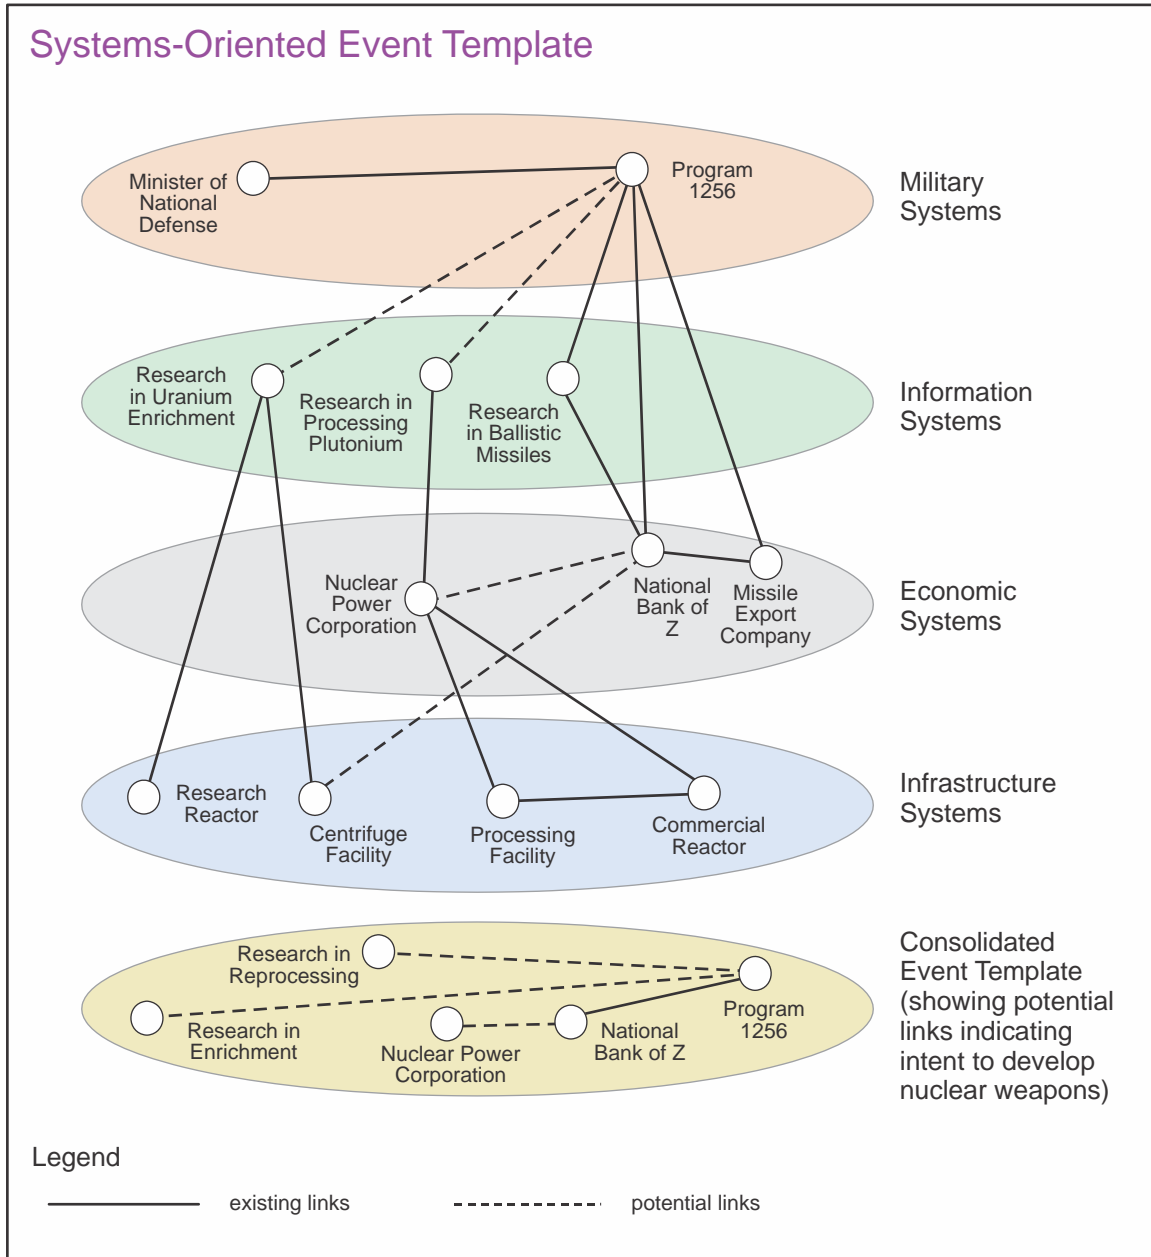 Systems-Oriented Event Template
Minister of
National
Defense
Program
1256
Military
Systems
Research
in Uranium
Enrichment
Research in
Processing
Plutonium
Research
in Ballistic
Missiles
Information
Systems
Nuclear
Power
Corporation
National
Bank of
Z
Missile
Export
Company
Economic
Systems
Research
Reactor
Centrifuge
Facility
Processing
Facility
Commercial
Reactor
Infrastructure
Systems
Research in
Reprocessing
Research in
Enrichment
Nuclear Power
Corporation
National
Bank of Z
Program
1256
Consolidated
Event Template
(showing potential
links indicating
intent to develop
nuclear weapons)
Legend
existing links
potential links